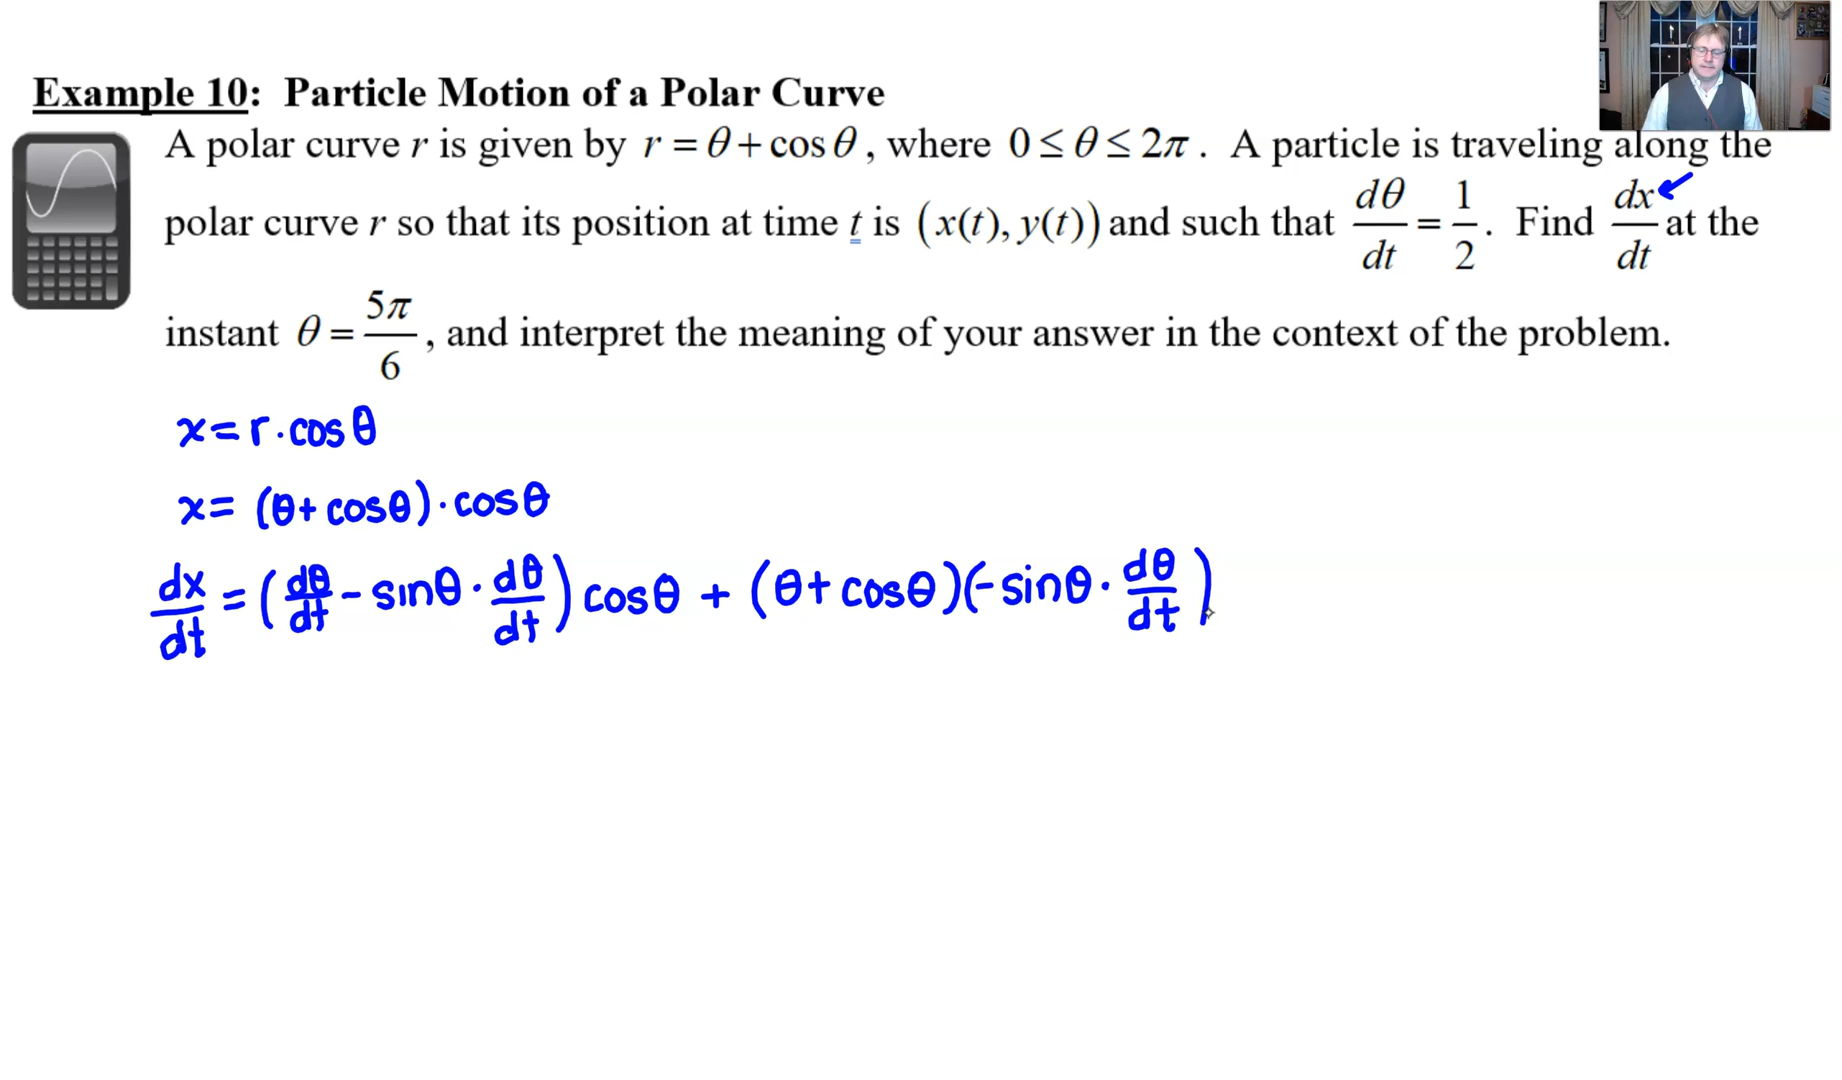 Example 10: Particle Motion of a Polar Curve
A polar curve r is given by r = θ + cos θ, where 0 ≤ θ ≤ 2π. A particle is traveling along the
polar curve r so that its position at time t is (x(t), y(t)) and such that dθ/dt = 1/2. Find dx/dt at the
instant θ = 5π/6, and interpret the meaning of your answer in the context of the problem.
x = r · cos θ
x = (θ + cos θ) · cos θ
dx/dt = (dθ/dt − sin θ · dθ/dt) cos θ + (θ + cos θ)(− sin θ · dθ/dt)